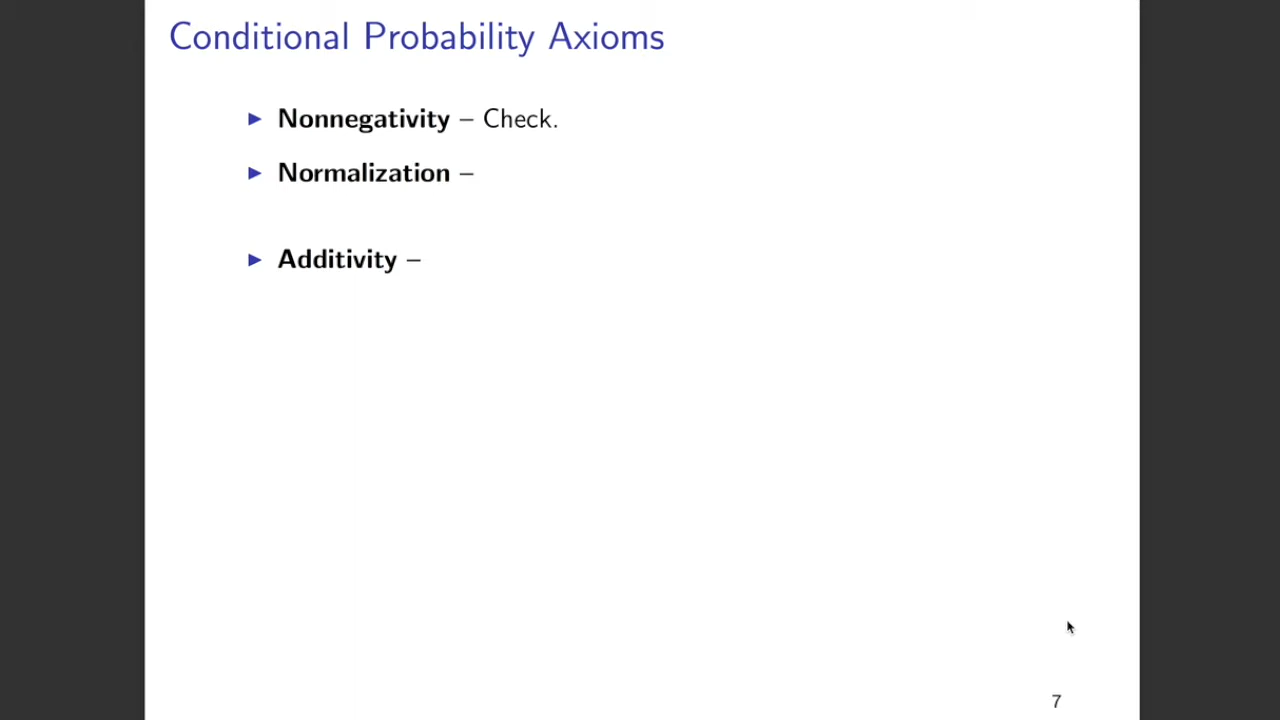 Conditional Probability Axioms
▶ Nonnegativity – Check.
▶ Normalization –
▶ Additivity –
7